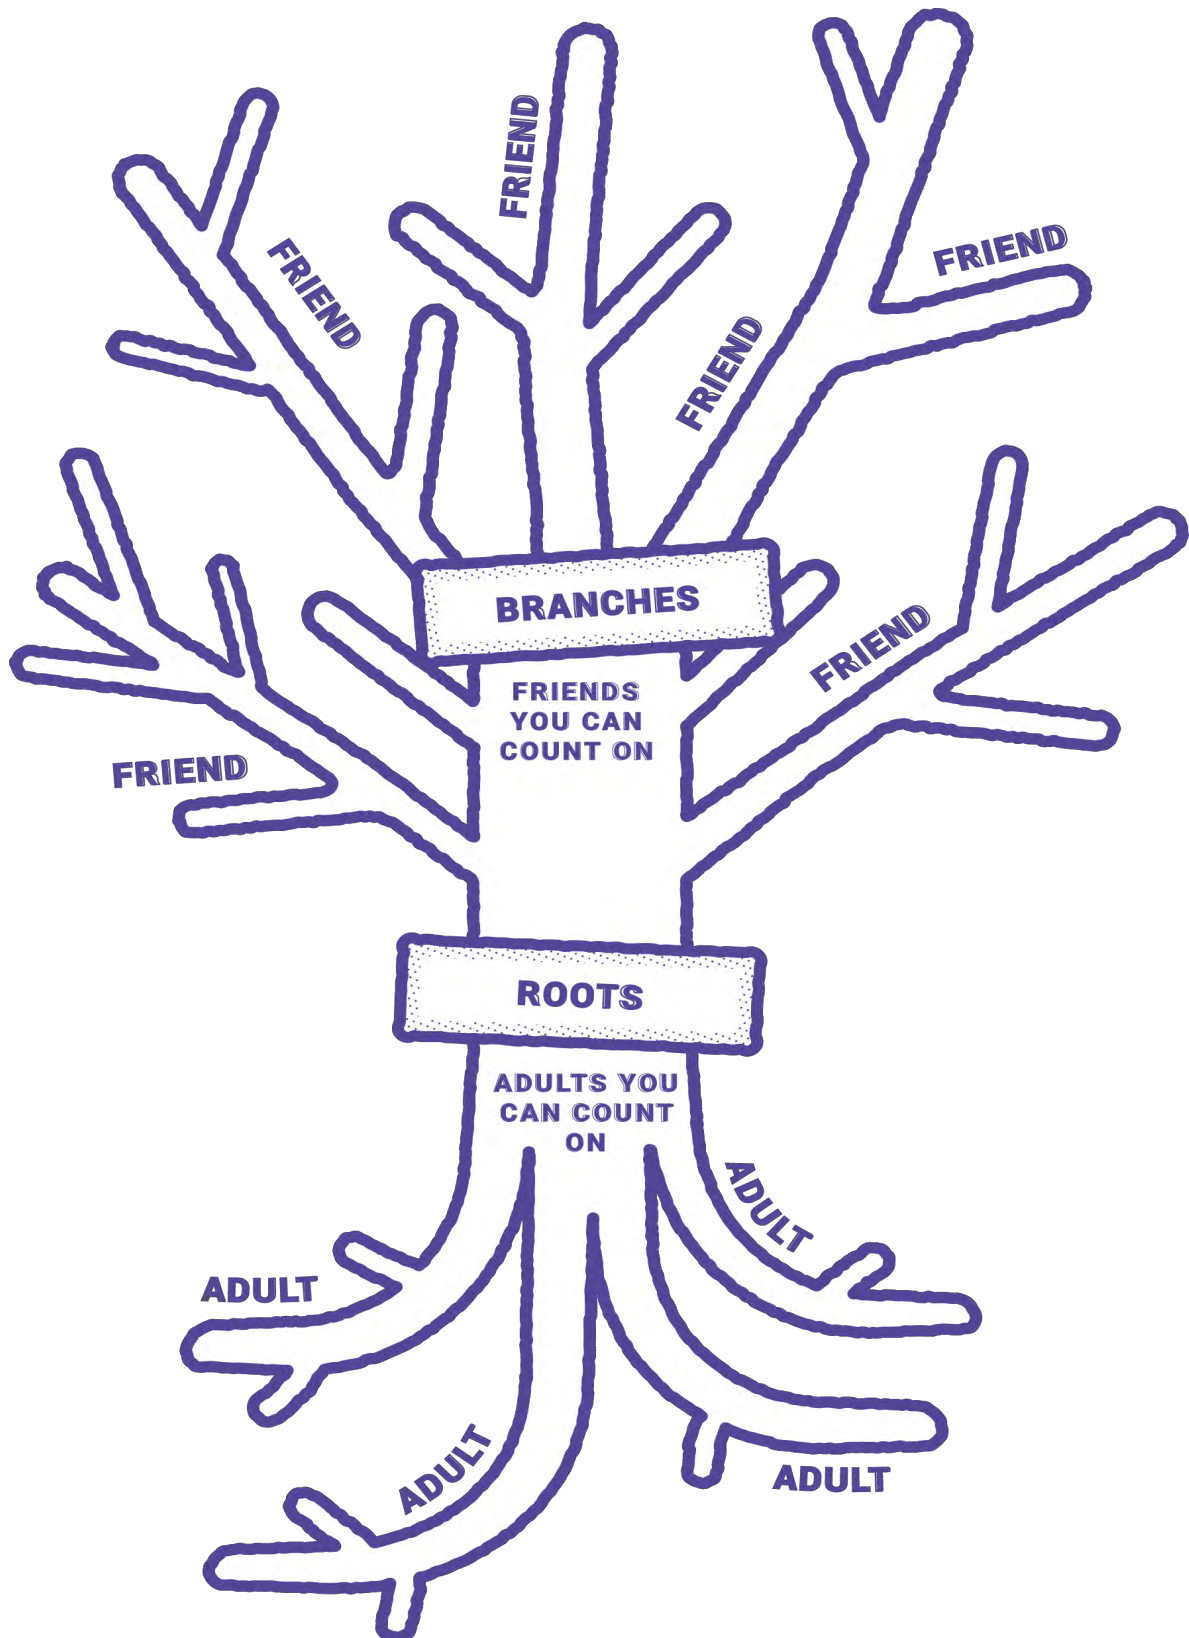 FRIEND
FRIEND
FRIEND
FRIEND
BRANCHES
FRIENDS
YOU CAN
COUNT ON
FRIEND
FRIEND
ROOTS
ADULTS YOU
CAN COUNT
ON
ADULT
ADULT
ADULT
ADULT